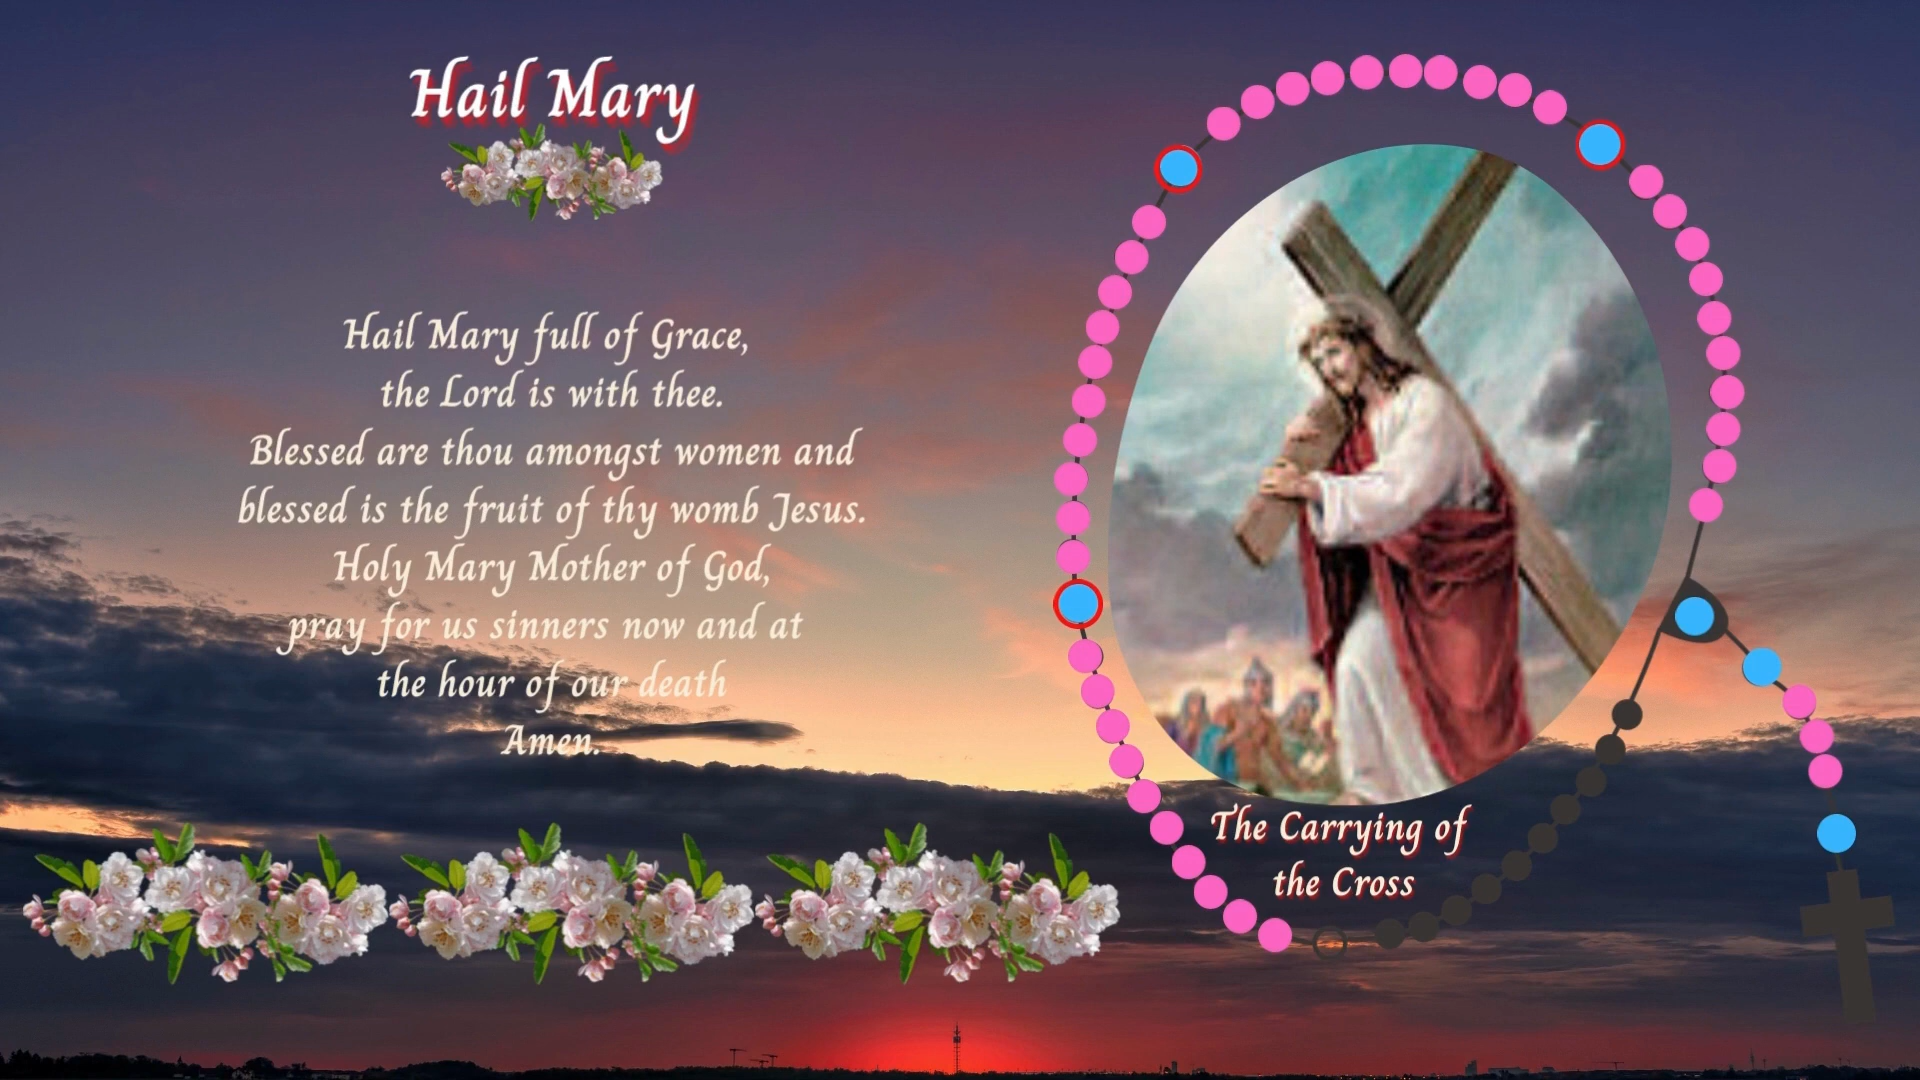 Hail Mary
Hail Mary full of Grace,
the Lord is with thee.
Blessed are thou amongst women and
blessed is the fruit of thy womb Jesus.
Holy Mary Mother of God,
pray for us sinners now and at
the hour of our death
Amen.
The Carrying of
the Cross